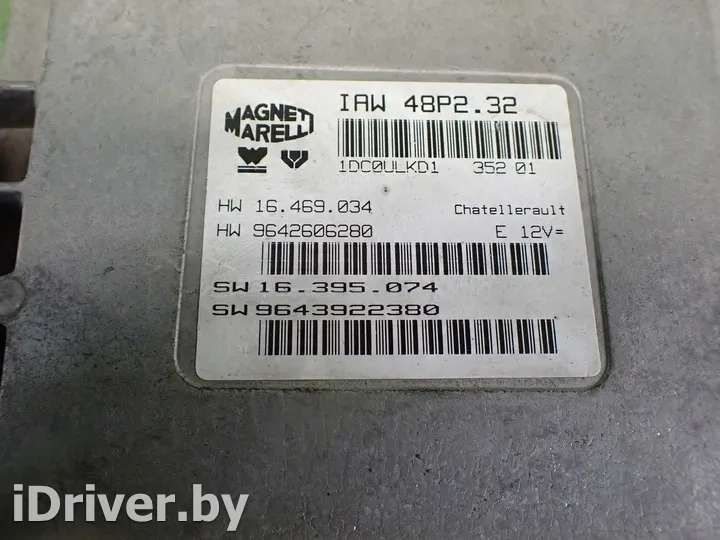 IAW 48P2.32
MAGNETI
MARELLI
1DC0ULKD1 352 01
HW 16.469.034 Chatellerault
HW 9642606280 E 12V=
SW 16.395.074
SW 9643922380
iDriver.by